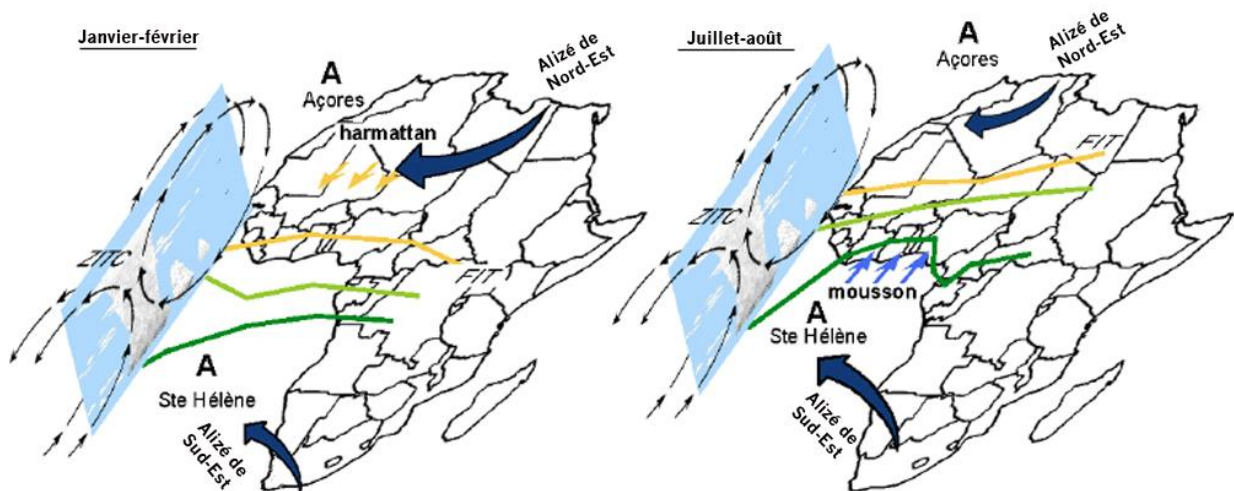 Janvier-février
A
Açores
Alizé de
Nord-Est
harmattan
ZITC
FIT
A
Ste Hélène
Alizé de
Sud-Est
Juillet-août
A
Açores
Alizé de
Nord-Est
FIT
ZITC
mousson
A
Ste Hélène
Alizé de
Sud-Est